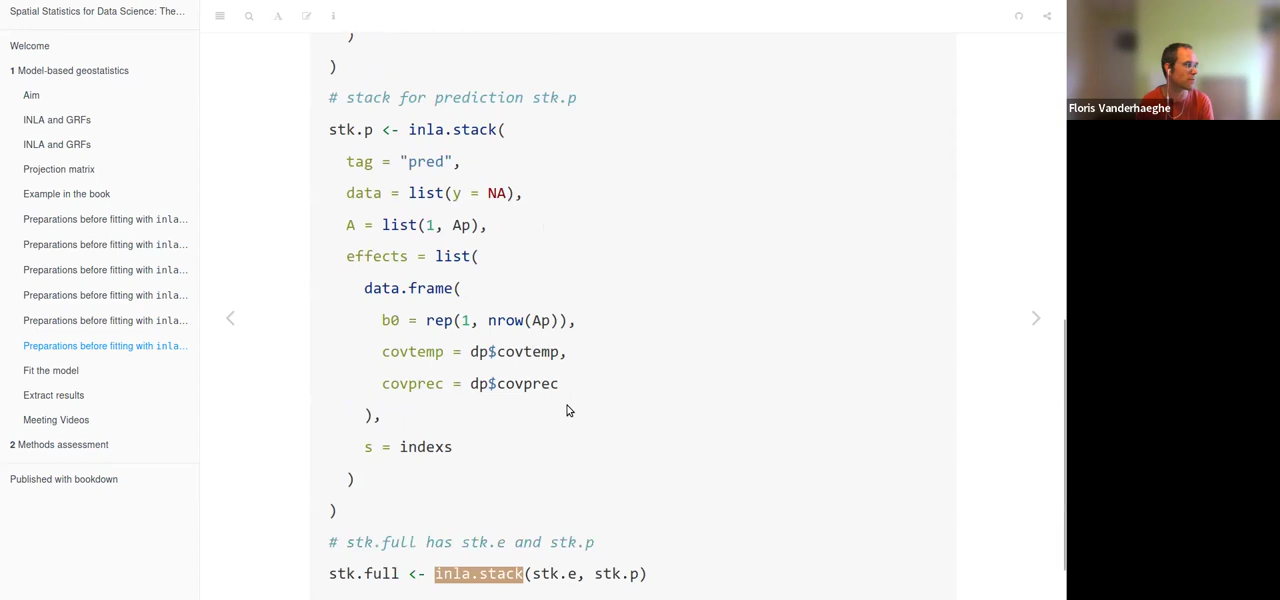 Spatial Statistics for Data Science: The...
Welcome
1 Model-based geostatistics
Aim
INLA and GRFs
INLA and GRFs
Projection matrix
Example in the book
Preparations before fitting with inla...
Preparations before fitting with inla...
Preparations before fitting with inla...
Preparations before fitting with inla...
Preparations before fitting with inla...
Preparations before fitting with inla...
Fit the model
Extract results
Meeting Videos
2 Methods assessment
Published with bookdown
)
)
# stack for prediction stk.p
stk.p <- inla.stack(
tag = "pred",
data = list(y = NA),
A = list(1, Ap),
effects = list(
data.frame(
b0 = rep(1, nrow(Ap)),
covtemp = dp$covtemp,
covprec = dp$covprec
),
s = indexs
)
)
# stk.full has stk.e and stk.p
stk.full <- inla.stack(stk.e, stk.p)
Floris Vanderhaeghe